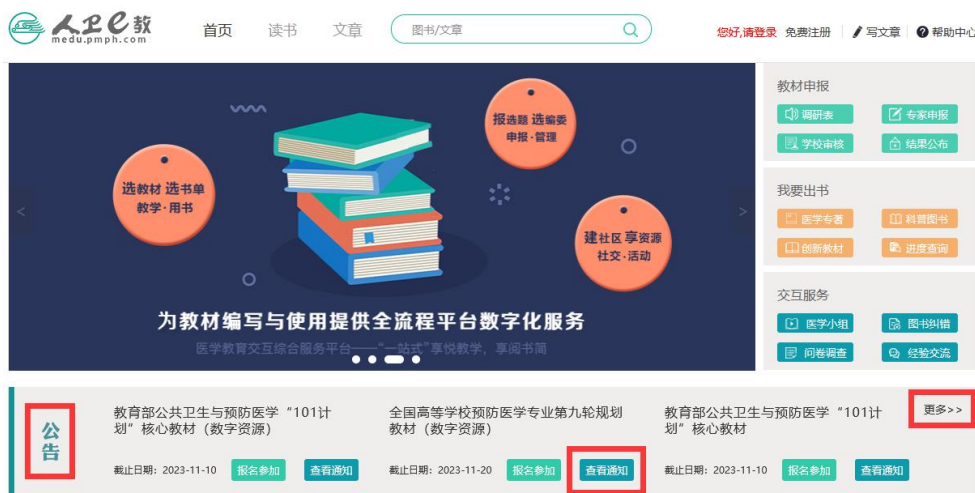 人卫e教
medu.pmph.com
首页 读书 文章 图书/文章 您好,请登录 免费注册 写文章 帮助中心
报选题 选编委
申报·管理
选教材 选书单
教学·用书
建社区 享资源
社交·活动
为教材编写与使用提供全流程平台数字化服务
医学教育交互综合服务平台——“一站式”享悦教学，享阅书简
< >
教材申报
调研表 专家申报
学校审核 结果公布
我要出书
医学专著 科普图书
创新教材 进度查询
交互服务
医学小组 图书纠错
问卷调查 经验交流
公告
教育部公共卫生与预防医学“101计
划”核心教材（数字资源）
截止日期：2023-11-10 报名参加 查看通知
全国高等学校预防医学专业第九轮规划
教材（数字资源）
截止日期：2023-11-20 报名参加 查看通知
教育部公共卫生与预防医学“101计
划”核心教材
截止日期：2023-11-10 报名参加 查看通知
更多>>